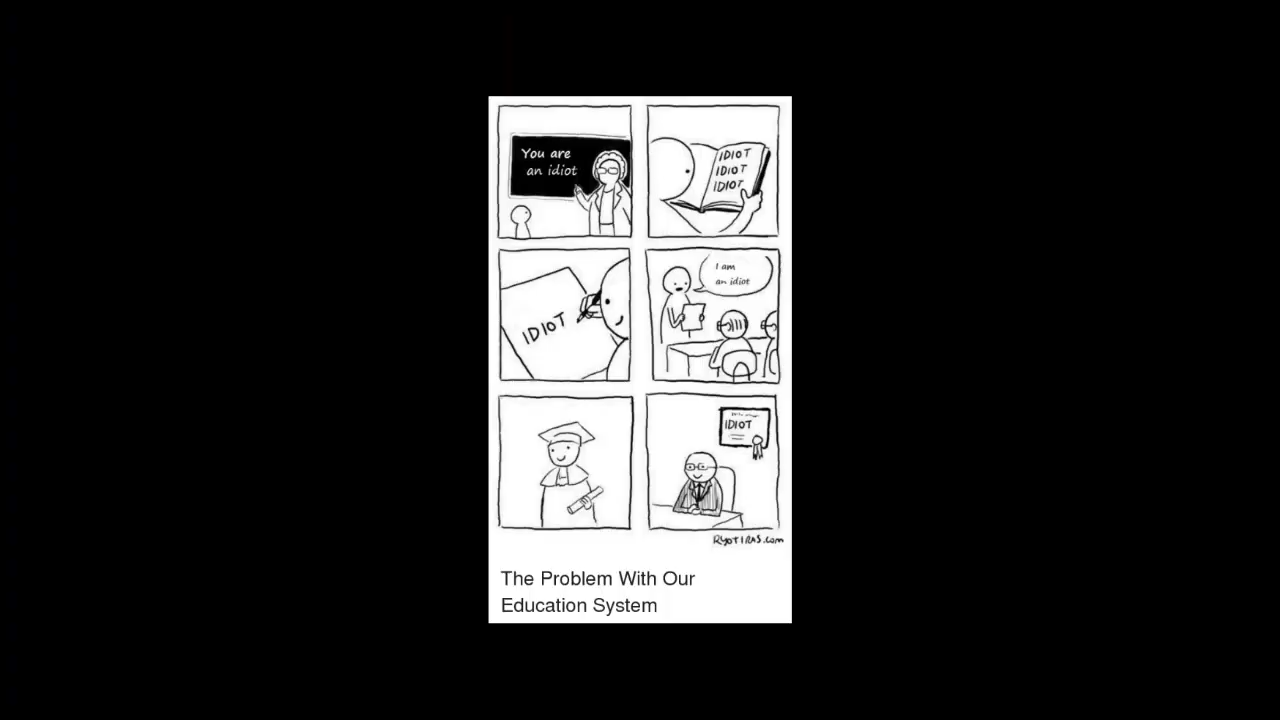 You are
an idiot
IDIOT
IDIOT
IDIOT
IDIOT
I am
an idiot
IDIOT
RYOTIRAS.com
The Problem With Our
Education System